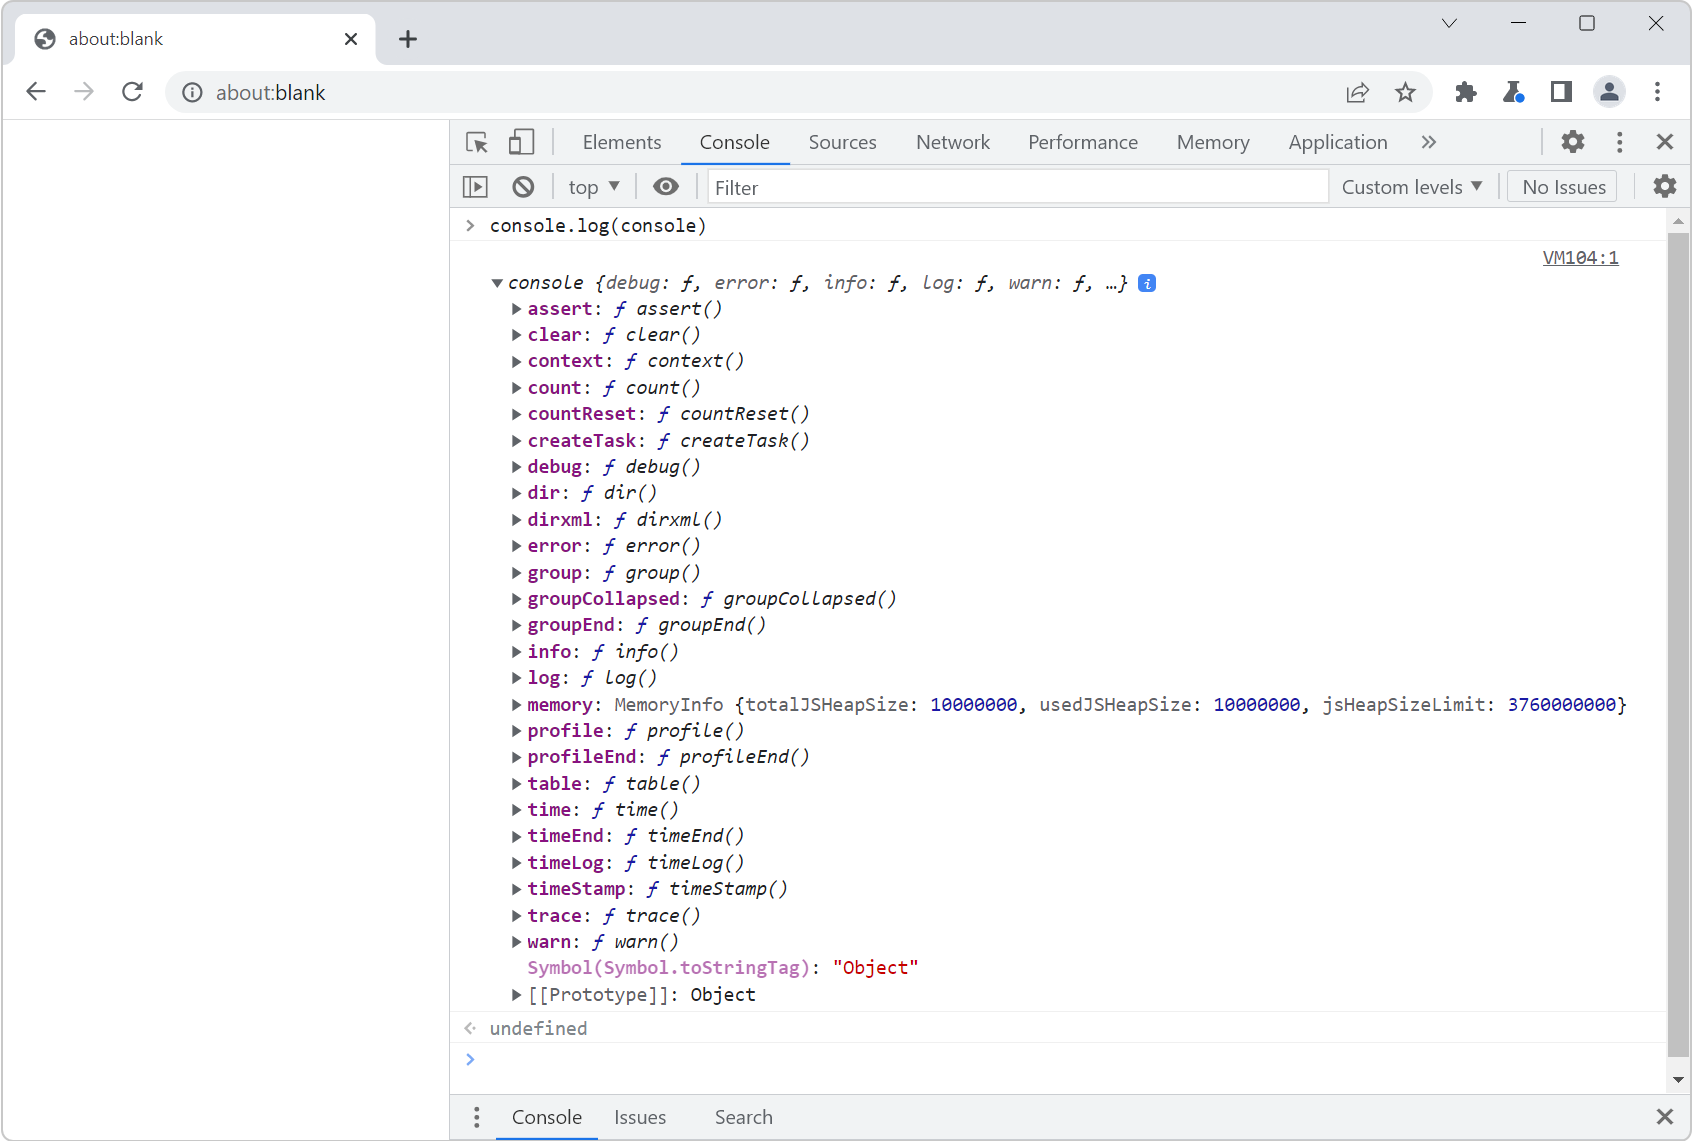 about:blank
about:blank
Elements Console Sources Network Performance Memory Application »
top ▼ Filter Custom levels ▼ No Issues
> console.log(console)
VM104:1
▼console {debug: ƒ, error: ƒ, info: ƒ, log: ƒ, warn: ƒ, …} i
▶assert: ƒ assert()
▶clear: ƒ clear()
▶context: ƒ context()
▶count: ƒ count()
▶countReset: ƒ countReset()
▶createTask: ƒ createTask()
▶debug: ƒ debug()
▶dir: ƒ dir()
▶dirxml: ƒ dirxml()
▶error: ƒ error()
▶group: ƒ group()
▶groupCollapsed: ƒ groupCollapsed()
▶groupEnd: ƒ groupEnd()
▶info: ƒ info()
▶log: ƒ log()
▶memory: MemoryInfo {totalJSHeapSize: 10000000, usedJSHeapSize: 10000000, jsHeapSizeLimit: 3760000000}
▶profile: ƒ profile()
▶profileEnd: ƒ profileEnd()
▶table: ƒ table()
▶time: ƒ time()
▶timeEnd: ƒ timeEnd()
▶timeLog: ƒ timeLog()
▶timeStamp: ƒ timeStamp()
▶trace: ƒ trace()
▶warn: ƒ warn()
Symbol(Symbol.toStringTag): "Object"
▶[[Prototype]]: Object
undefined
>
Console Issues Search